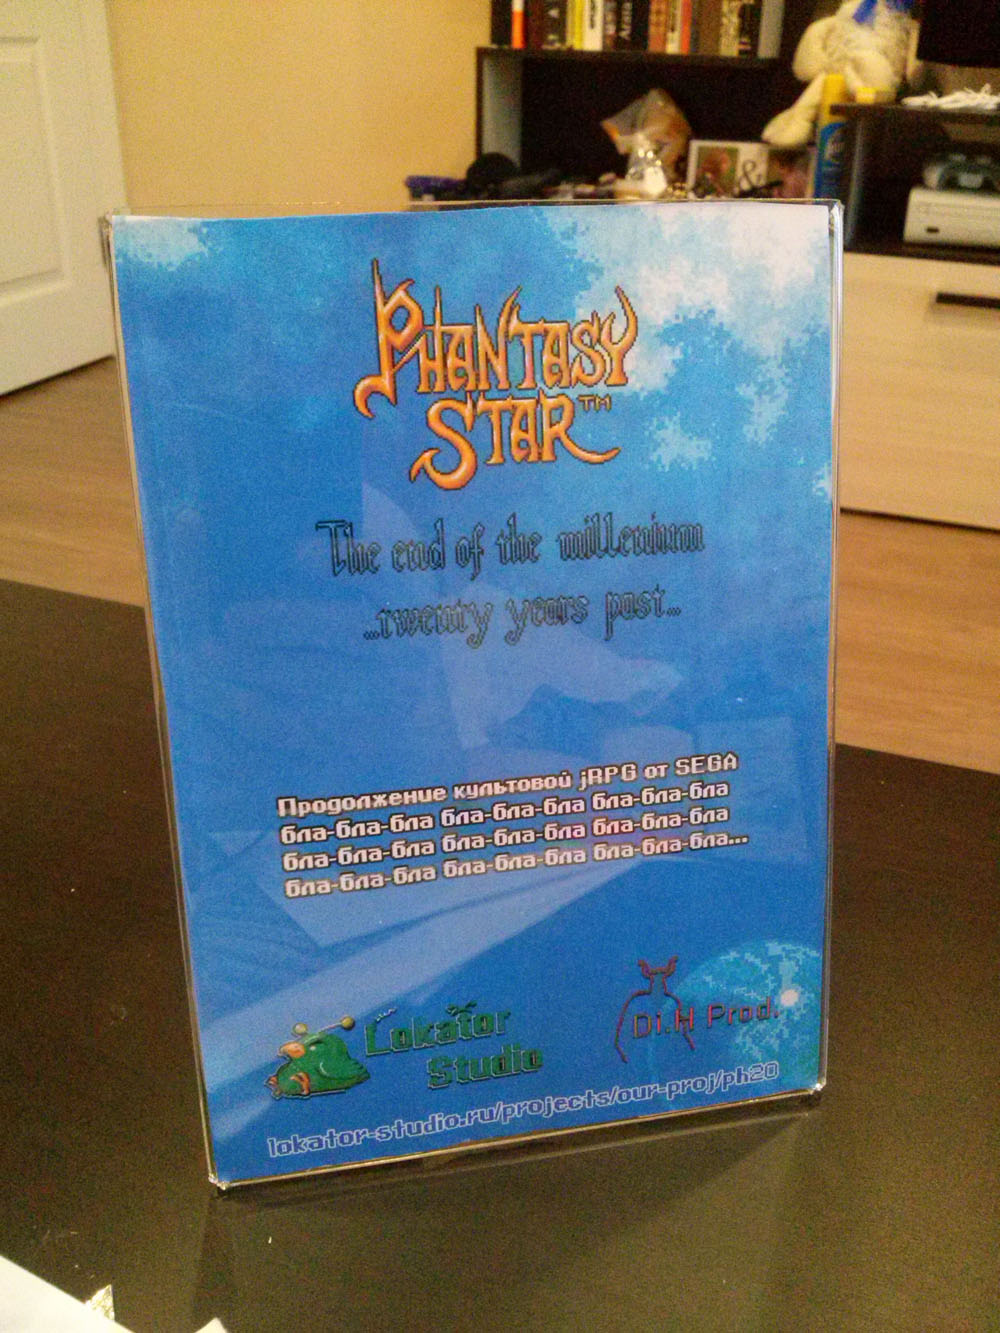 PHANTASY
STAR™
The end of the millenium
...twenty years past...
Продолжение культовой jRPG от SEGA
бла-бла-бла бла-бла-бла бла-бла-бла
бла-бла-бла бла-бла-бла бла-бла-бла
бла-бла-бла бла-бла-бла бла-бла-бла...
Lokator
Studio
Di.H Prod.
lokator-studio.ru/projects/our-proj/ph20
&